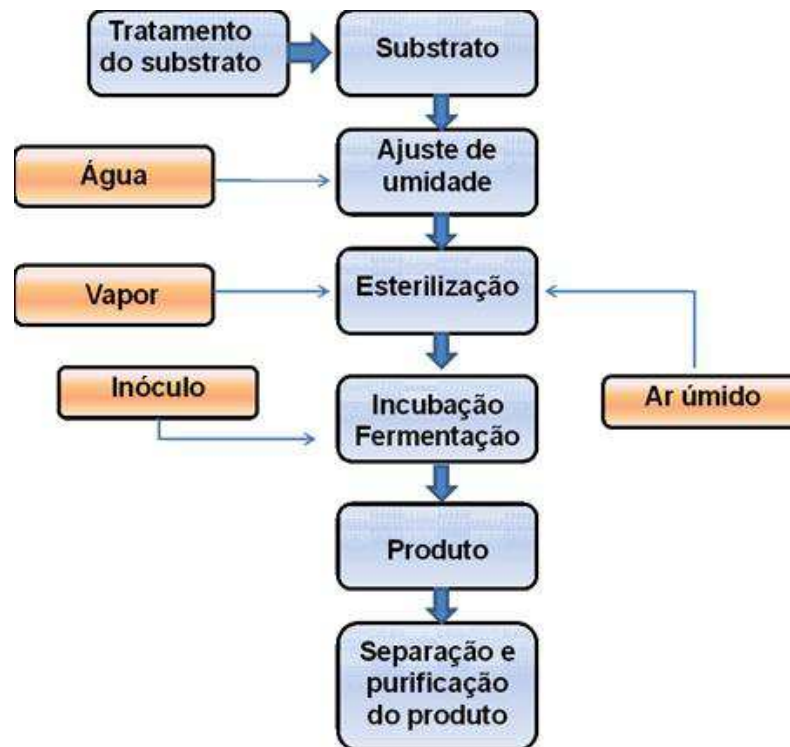 Tratamento
do substrato
Substrato
Ajuste de
umidade
Água
Esterilização
Vapor
Inóculo
Ar úmido
Incubação
Fermentação
Produto
Separação e
purificação
do produto